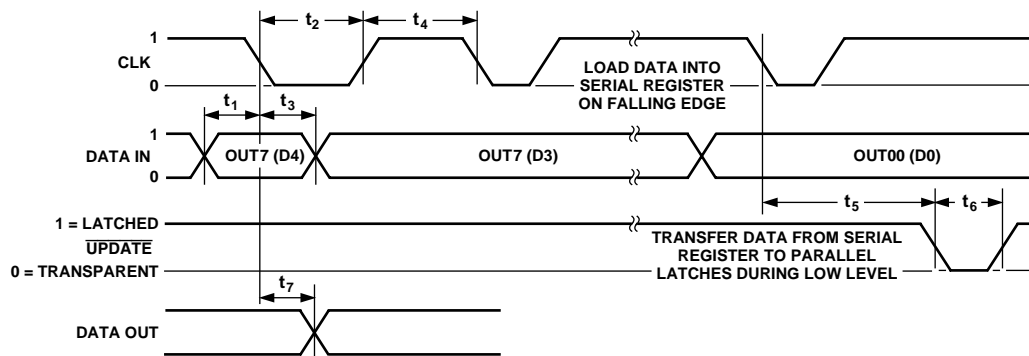 t2
t4
1
CLK
0
LOAD DATA INTO
SERIAL REGISTER
ON FALLING EDGE
t1
t3
1
DATA IN
0
OUT7 (D4)
OUT7 (D3)
OUT00 (D0)
t5
t6
1 = LATCHED
UPDATE
0 = TRANSPARENT
TRANSFER DATA FROM SERIAL
REGISTER TO PARALLEL
LATCHES DURING LOW LEVEL
t7
DATA OUT